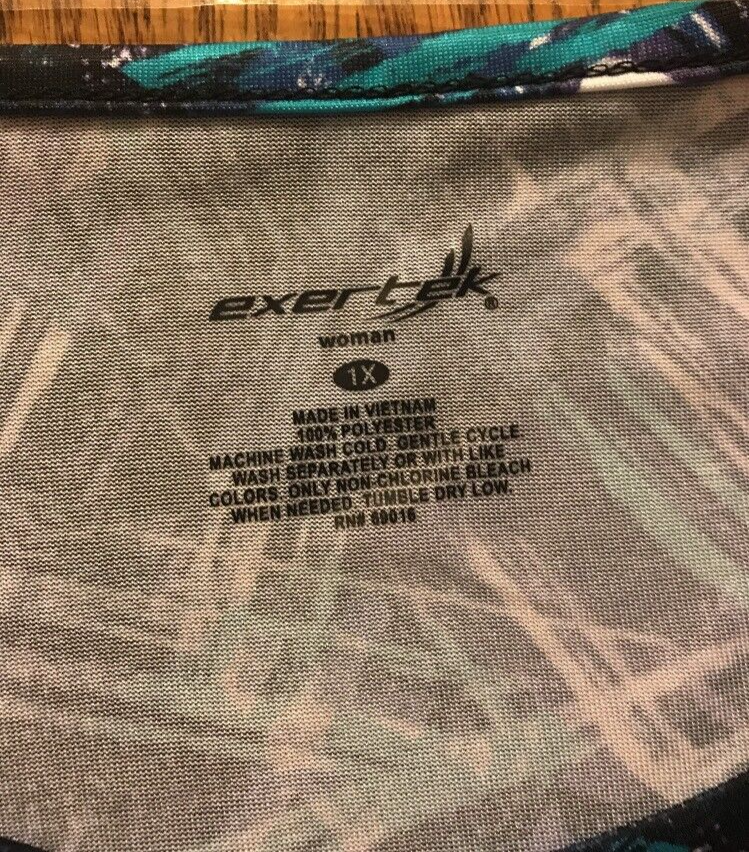 exertek®
woman
1X
MADE IN VIETNAM
100% POLYESTER
MACHINE WASH COLD. GENTLE CYCLE.
WASH SEPARATELY OR WITH LIKE
COLORS. ONLY NON-CHLORINE BLEACH
WHEN NEEDED. TUMBLE DRY LOW.
RN# 69016